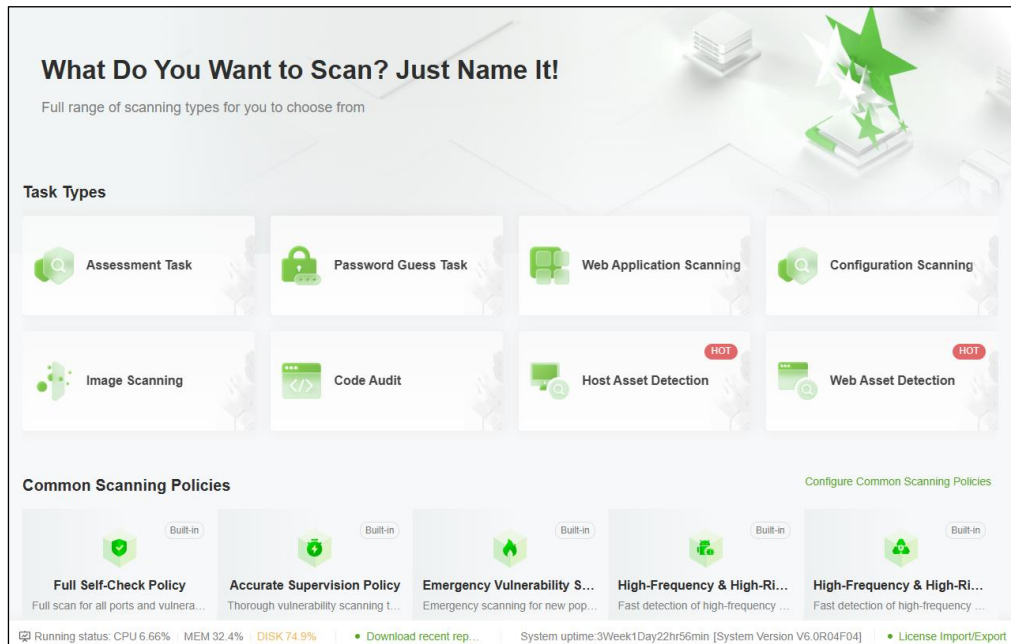 What Do You Want to Scan? Just Name It!
Full range of scanning types for you to choose from
Task Types
Assessment Task
Password Guess Task
Web Application Scanning
Configuration Scanning
Image Scanning
Code Audit
HOT
Host Asset Detection
HOT
Web Asset Detection
Common Scanning Policies
Configure Common Scanning Policies
Built-in
Full Self-Check Policy
Full scan for all ports and vulnera...
Built-in
Accurate Supervision Policy
Thorough vulnerability scanning t...
Built-in
Emergency Vulnerability S...
Emergency scanning for new pop...
Built-in
High-Frequency & High-Ri...
Fast detection of high-frequency ...
Built-in
High-Frequency & High-Ri...
Fast detection of high-frequency ...
Running status: CPU 6.66% MEM 32.4% DISK 74.9% • Download recent rep... System uptime:3Week1Day22hr56min [System Version V6.0R04F04] • License Import/Export